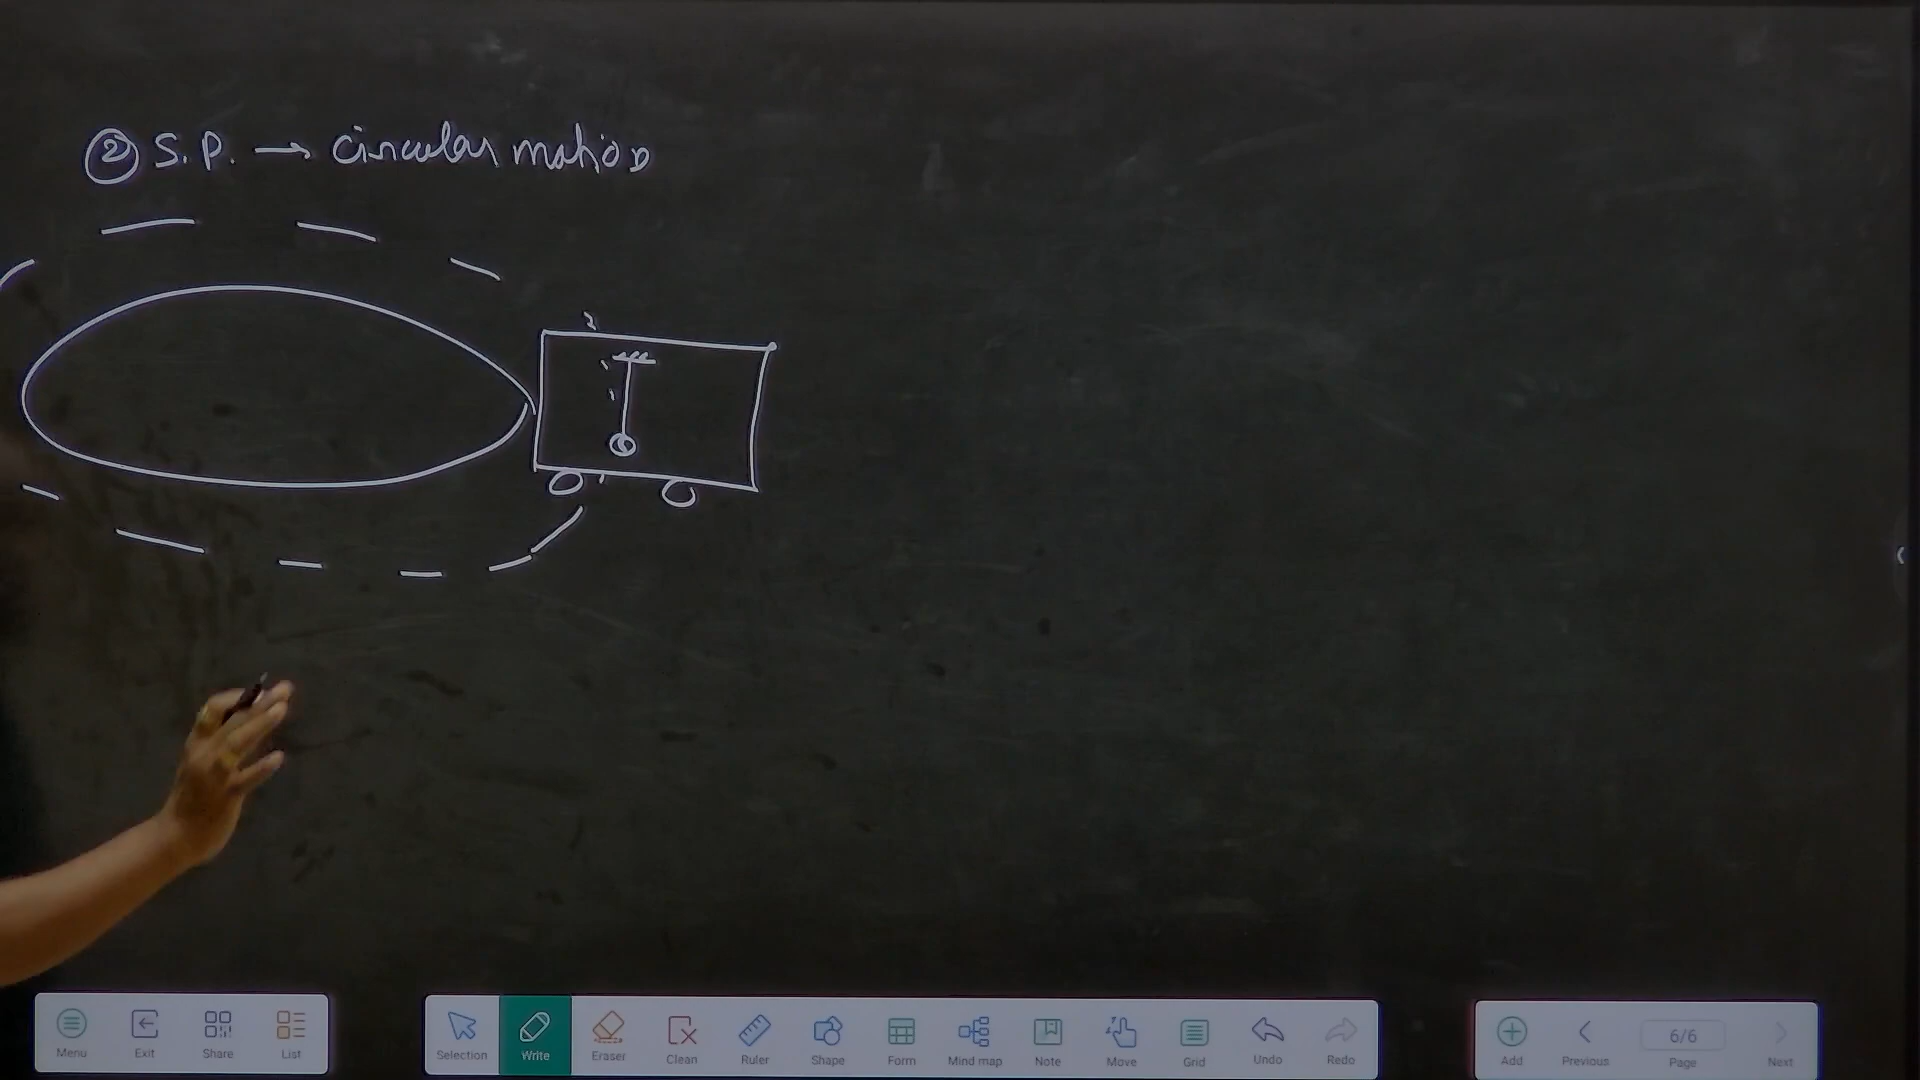 ② S.P. → circular motion
Menu Exit Share List
Selection Write Eraser Clean Ruler Shape Form Mind map Note Move Grid Undo Redo
Add Previous 6/6 Page Next